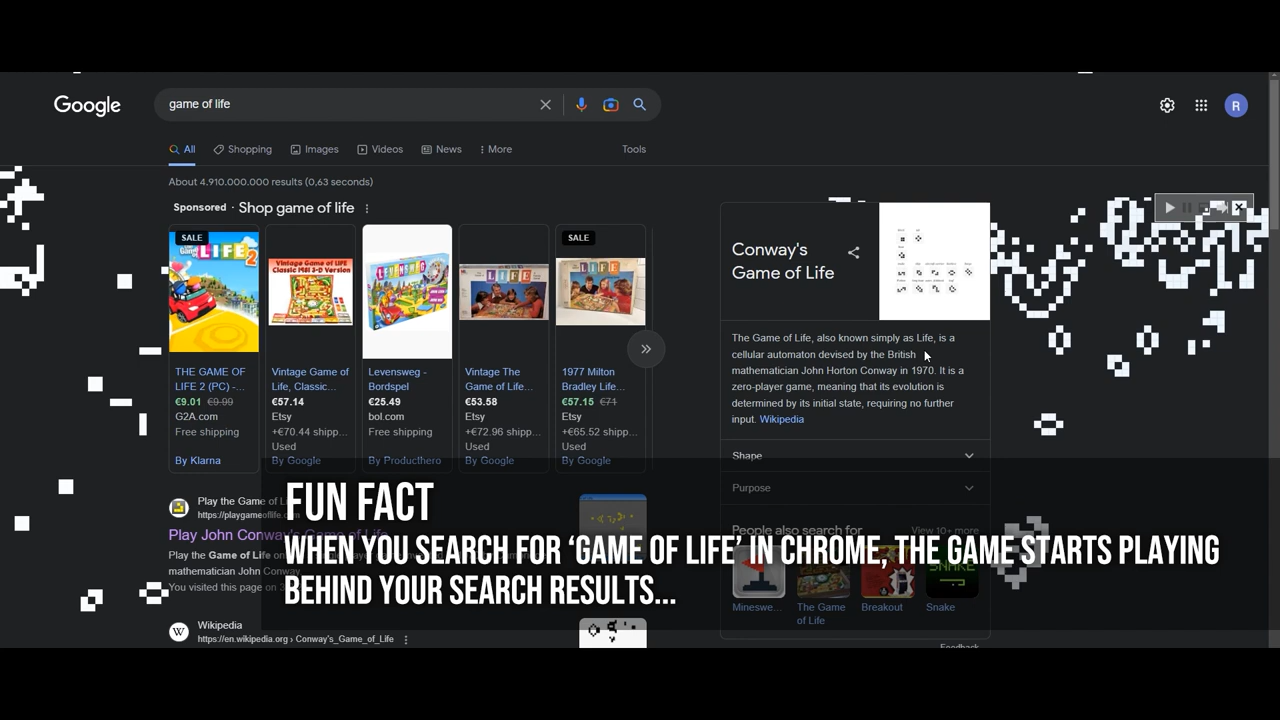 Google
game of life
All
Shopping
Images
Videos
News
More
Tools
R
About 4.910.000.000 results (0,63 seconds)
Sponsored · Shop game of life
SALE
THE GAME OF
LIFE 2 (PC) -...
€9.01 €9.99
G2A.com
Free shipping
By Klarna
Vintage Game of
Life, Classic...
€57.14
Etsy
+€70.44 shipp...
Used
By Google
Levensweg -
Bordspel
€25.49
bol.com
Free shipping
By Producthero
Vintage The
Game of Life...
€53.58
Etsy
+€72.96 shipp...
Used
By Google
SALE
1977 Milton
Bradley Life...
€57.15 €71
Etsy
+€65.52 shipp...
Used
By Google
Conway's
Game of Life
The Game of Life, also known simply as Life, is a
cellular automaton devised by the British
mathematician John Horton Conway in 1970. It is a
zero-player game, meaning that its evolution is
determined by its initial state, requiring no further
input. Wikipedia
Shape
Purpose
People also search for
View 10+ more
Mineswe...
The Game
of Life
Breakout
Snake
Feedback
Play the Game of
https://playgameoflife.com
Play John Conway's Game of Life
Play the Game of Life
mathematician John Conway
You visited this page on
Wikipedia
https://en.wikipedia.org › Conway's_Game_of_Life
FUN FACT
WHEN YOU SEARCH FOR ‘GAME OF LIFE’ IN CHROME, THE GAME STARTS PLAYING
BEHIND YOUR SEARCH RESULTS...